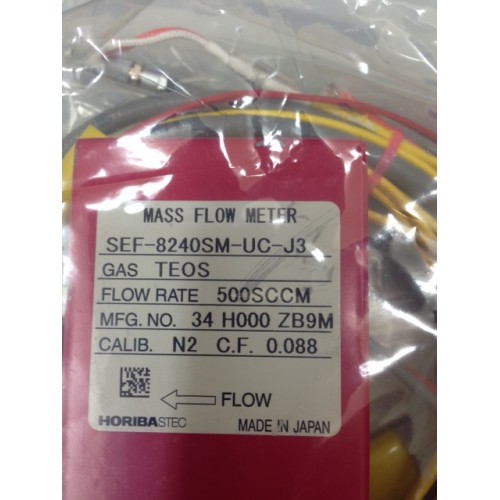 MASS FLOW METER
SEF-8240SM-UC-J3
GAS TEOS
FLOW RATE 500SCCM
MFG. NO. 34 H000 ZB9M
CALIB. N2 C.F. 0.088
FLOW
HORIBASTEC MADE IN JAPAN